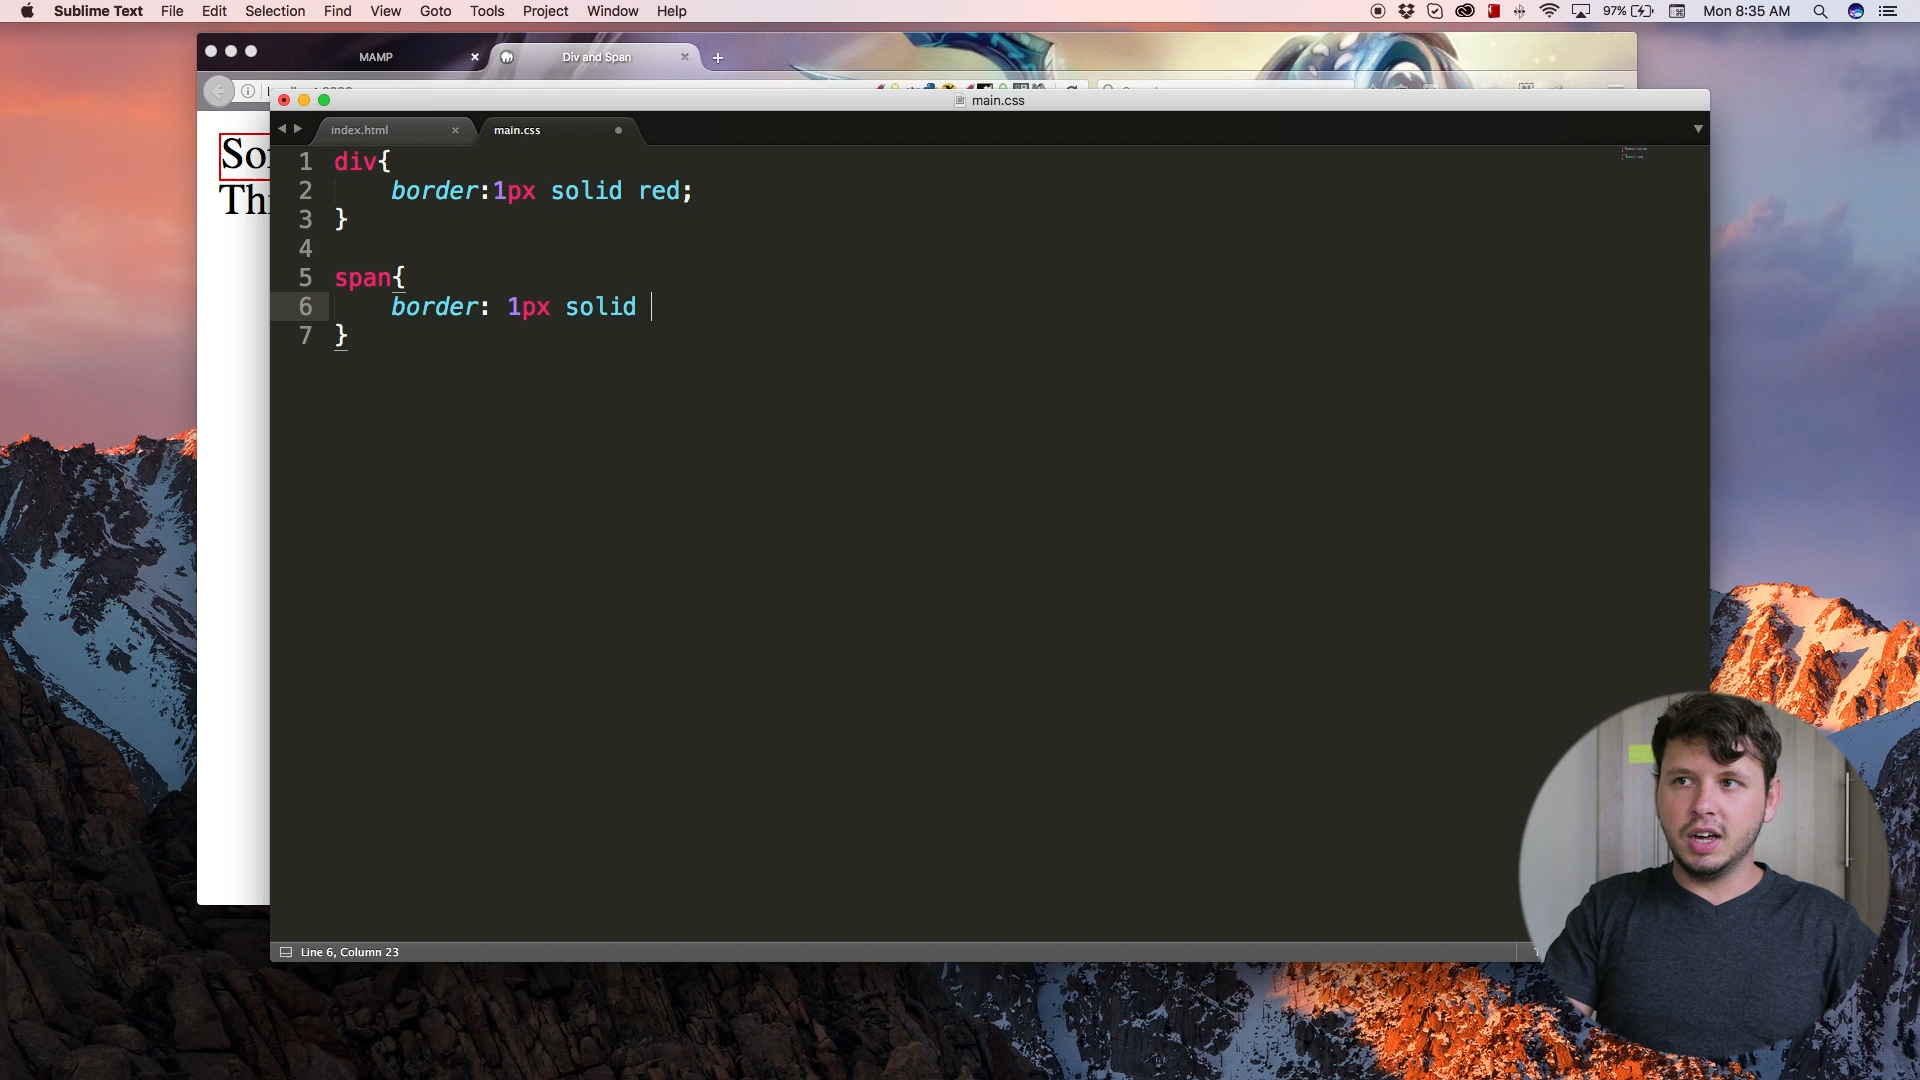 Sublime Text File Edit Selection Find View Goto Tools Project Window Help 97% Mon 8:35 AM
MAMP Div and Span
main.css
index.html main.css
1 div{
2 border:1px solid red;
3 }
4
5 span{
6 border: 1px solid
7 }
Line 6, Column 23